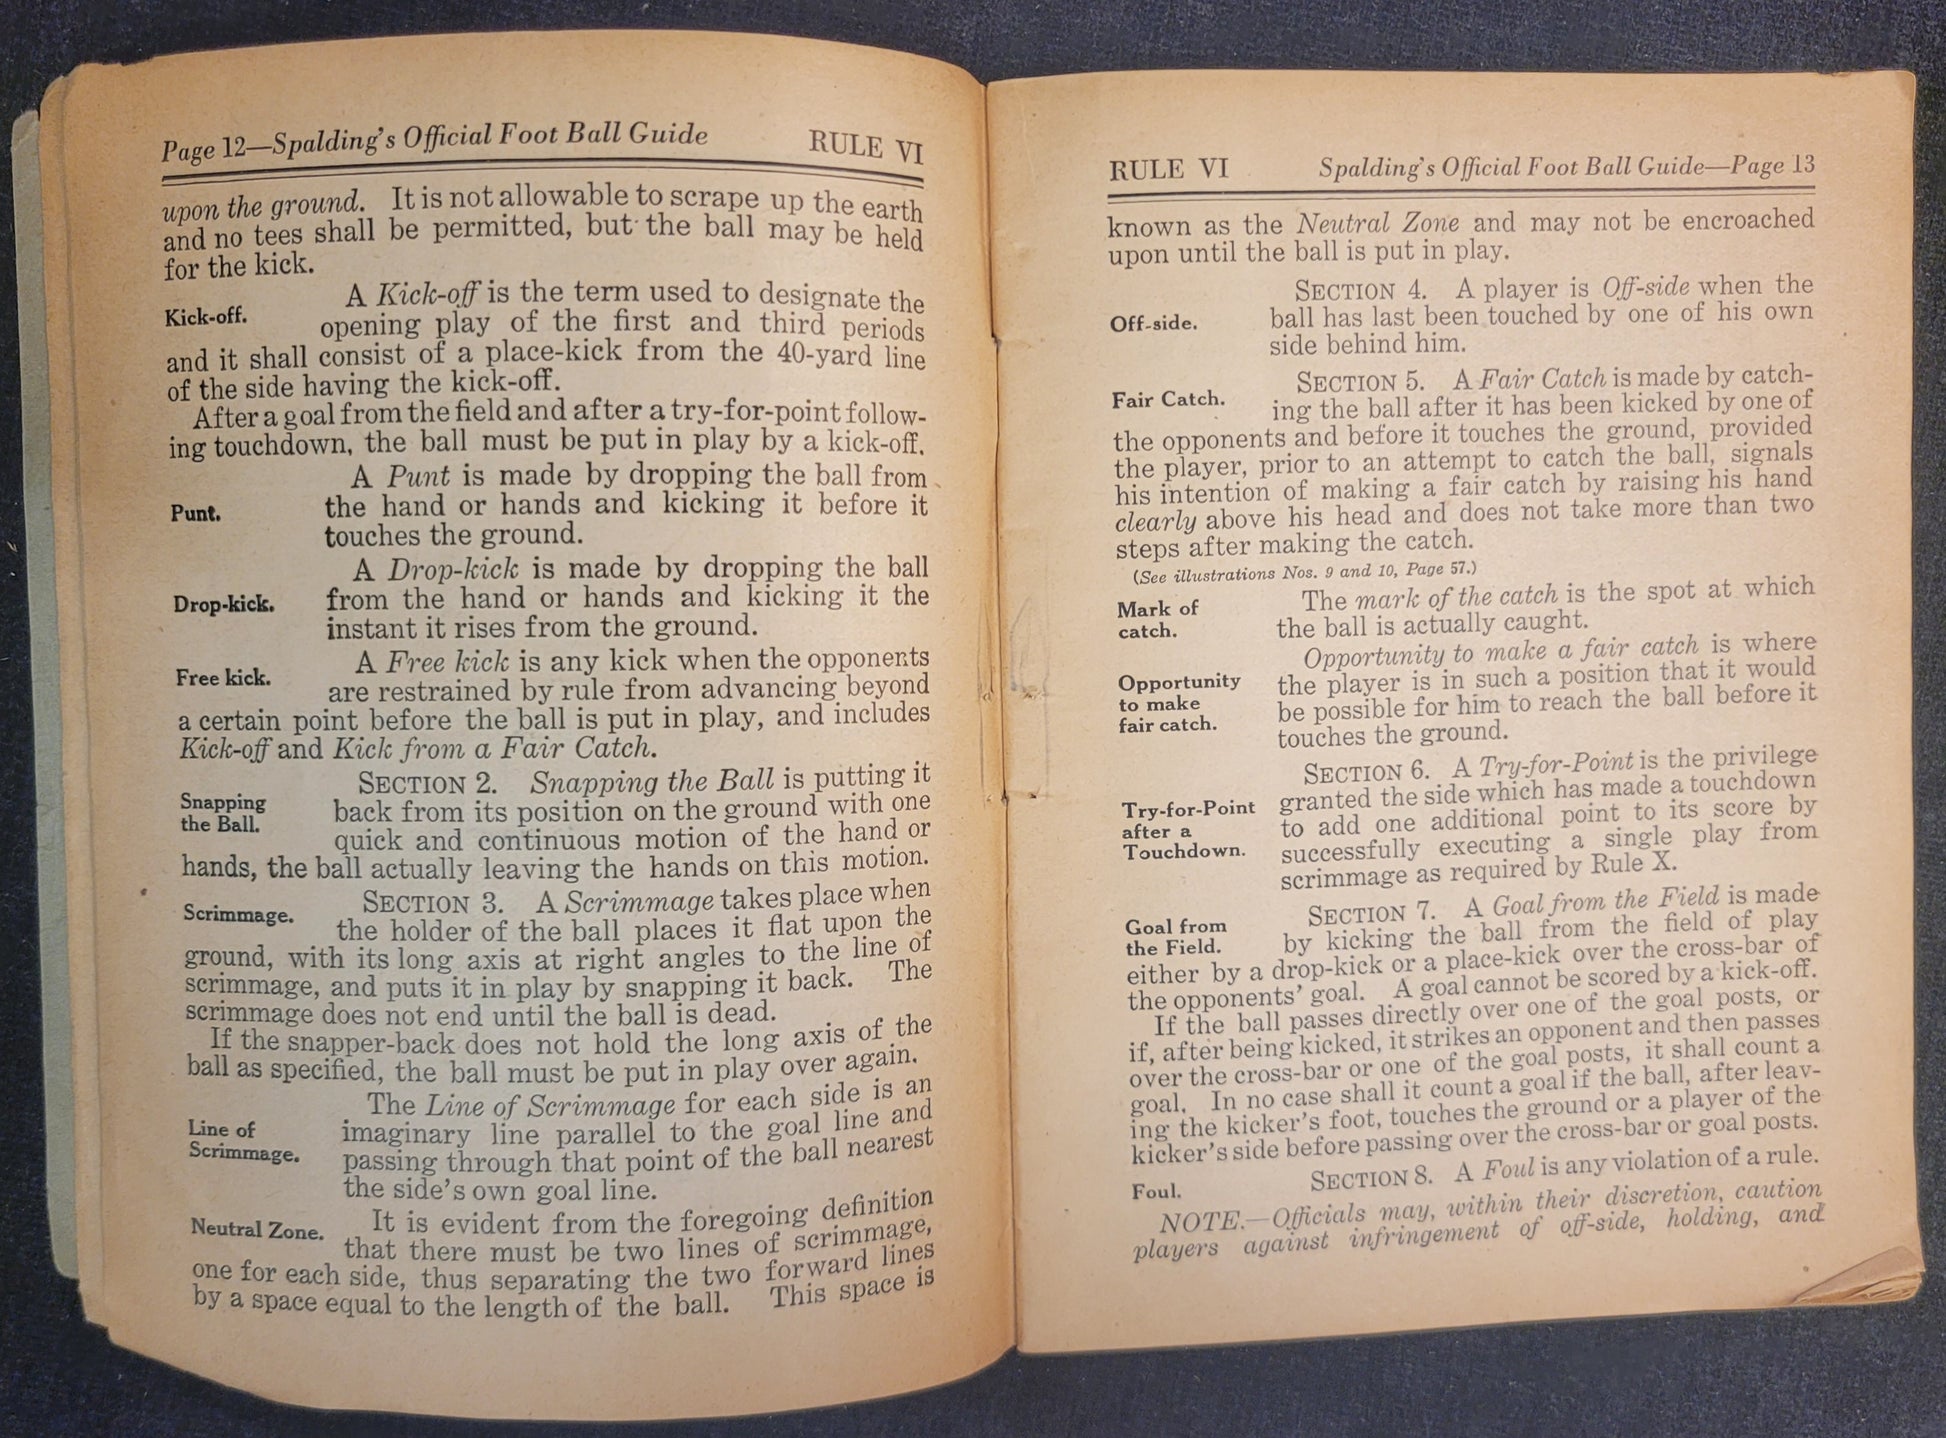 Page 12—Spalding's Official Foot Ball Guide RULE VI
upon the ground. It is not allowable to scrape up the earth
and no tees shall be permitted, but the ball may be held
for the kick.
Kick-off.
A Kick-off is the term used to designate the
opening play of the first and third periods
and it shall consist of a place-kick from the 40-yard line
of the side having the kick-off.
After a goal from the field and after a try-for-point follow-
ing touchdown, the ball must be put in play by a kick-off.
Punt.
A Punt is made by dropping the ball from
the hand or hands and kicking it before it
touches the ground.
Drop-kick.
A Drop-kick is made by dropping the ball
from the hand or hands and kicking it the
instant it rises from the ground.
Free kick.
A Free kick is any kick when the opponents
are restrained by rule from advancing beyond
a certain point before the ball is put in play, and includes
Kick-off and Kick from a Fair Catch.
Snapping
the Ball.
SECTION 2. Snapping the Ball is putting it
back from its position on the ground with one
quick and continuous motion of the hand or
hands, the ball actually leaving the hands on this motion.
Scrimmage.
SECTION 3. A Scrimmage takes place when
the holder of the ball places it flat upon the
ground, with its long axis at right angles to the line of
scrimmage, and puts it in play by snapping it back. The
scrimmage does not end until the ball is dead.
If the snapper-back does not hold the long axis of the
ball as specified, the ball must be put in play over again.
Line of
Scrimmage.
The Line of Scrimmage for each side is an
imaginary line parallel to the goal line and
passing through that point of the ball nearest
the side's own goal line.
Neutral Zone.
It is evident from the foregoing definition
that there must be two lines of scrimmage,
one for each side, thus separating the two forward lines
by a space equal to the length of the ball. This space is
RULE VI Spalding's Official Foot Ball Guide—Page 13
known as the Neutral Zone and may not be encroached
upon until the ball is put in play.
Off-side.
SECTION 4. A player is Off-side when the
ball has last been touched by one of his own
side behind him.
Fair Catch.
SECTION 5. A Fair Catch is made by catch-
ing the ball after it has been kicked by one of
the opponents and before it touches the ground, provided
the player, prior to an attempt to catch the ball, signals
his intention of making a fair catch by raising his hand
clearly above his head and does not take more than two
steps after making the catch.
(See illustrations Nos. 9 and 10, Page 57.)
Mark of
catch.
The mark of the catch is the spot at which
the ball is actually caught.
Opportunity
to make
fair catch.
Opportunity to make a fair catch is where
the player is in such a position that it would
be possible for him to reach the ball before it
touches the ground.
Try-for-Point
after a
Touchdown.
SECTION 6. A Try-for-Point is the privilege
granted the side which has made a touchdown
to add one additional point to its score by
successfully executing a single play from
scrimmage as required by Rule X.
Goal from
the Field.
SECTION 7. A Goal from the Field is made
by kicking the ball from the field of play
either by a drop-kick or a place-kick over the cross-bar of
the opponents' goal. A goal cannot be scored by a kick-off.
If the ball passes directly over one of the goal posts, or
if, after being kicked, it strikes an opponent and then passes
over the cross-bar or one of the goal posts, it shall count a
goal. In no case shall it count a goal if the ball, after leav-
ing the kicker's foot, touches the ground or a player of the
kicker's side before passing over the cross-bar or goal posts.
Foul.
SECTION 8. A Foul is any violation of a rule.
NOTE.—Officials may, within their discretion, caution
players against infringement of off-side, holding, and